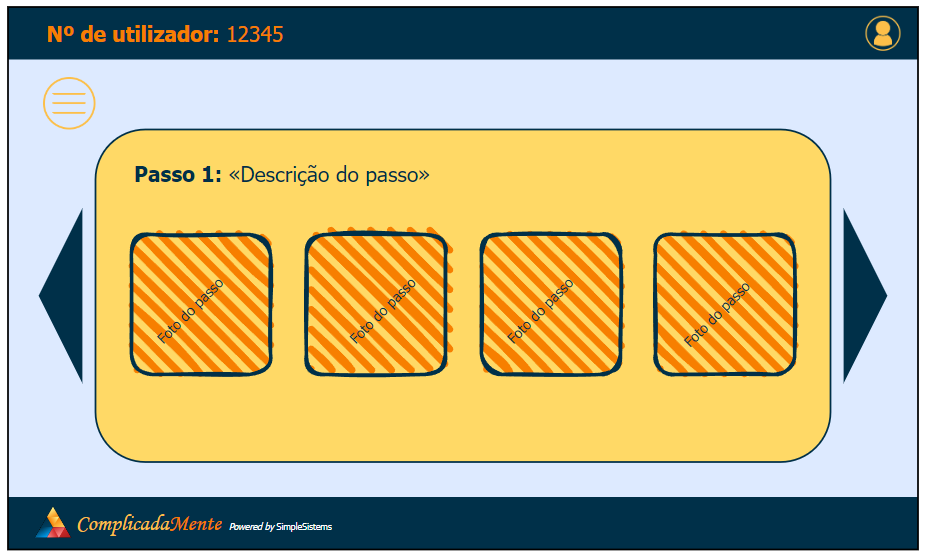 Nº de utilizador: 12345
Passo 1: «Descrição do passo»
Foto do passo
Foto do passo
Foto do passo
Foto do passo
ComplicadaMente Powered by SimpleSistems